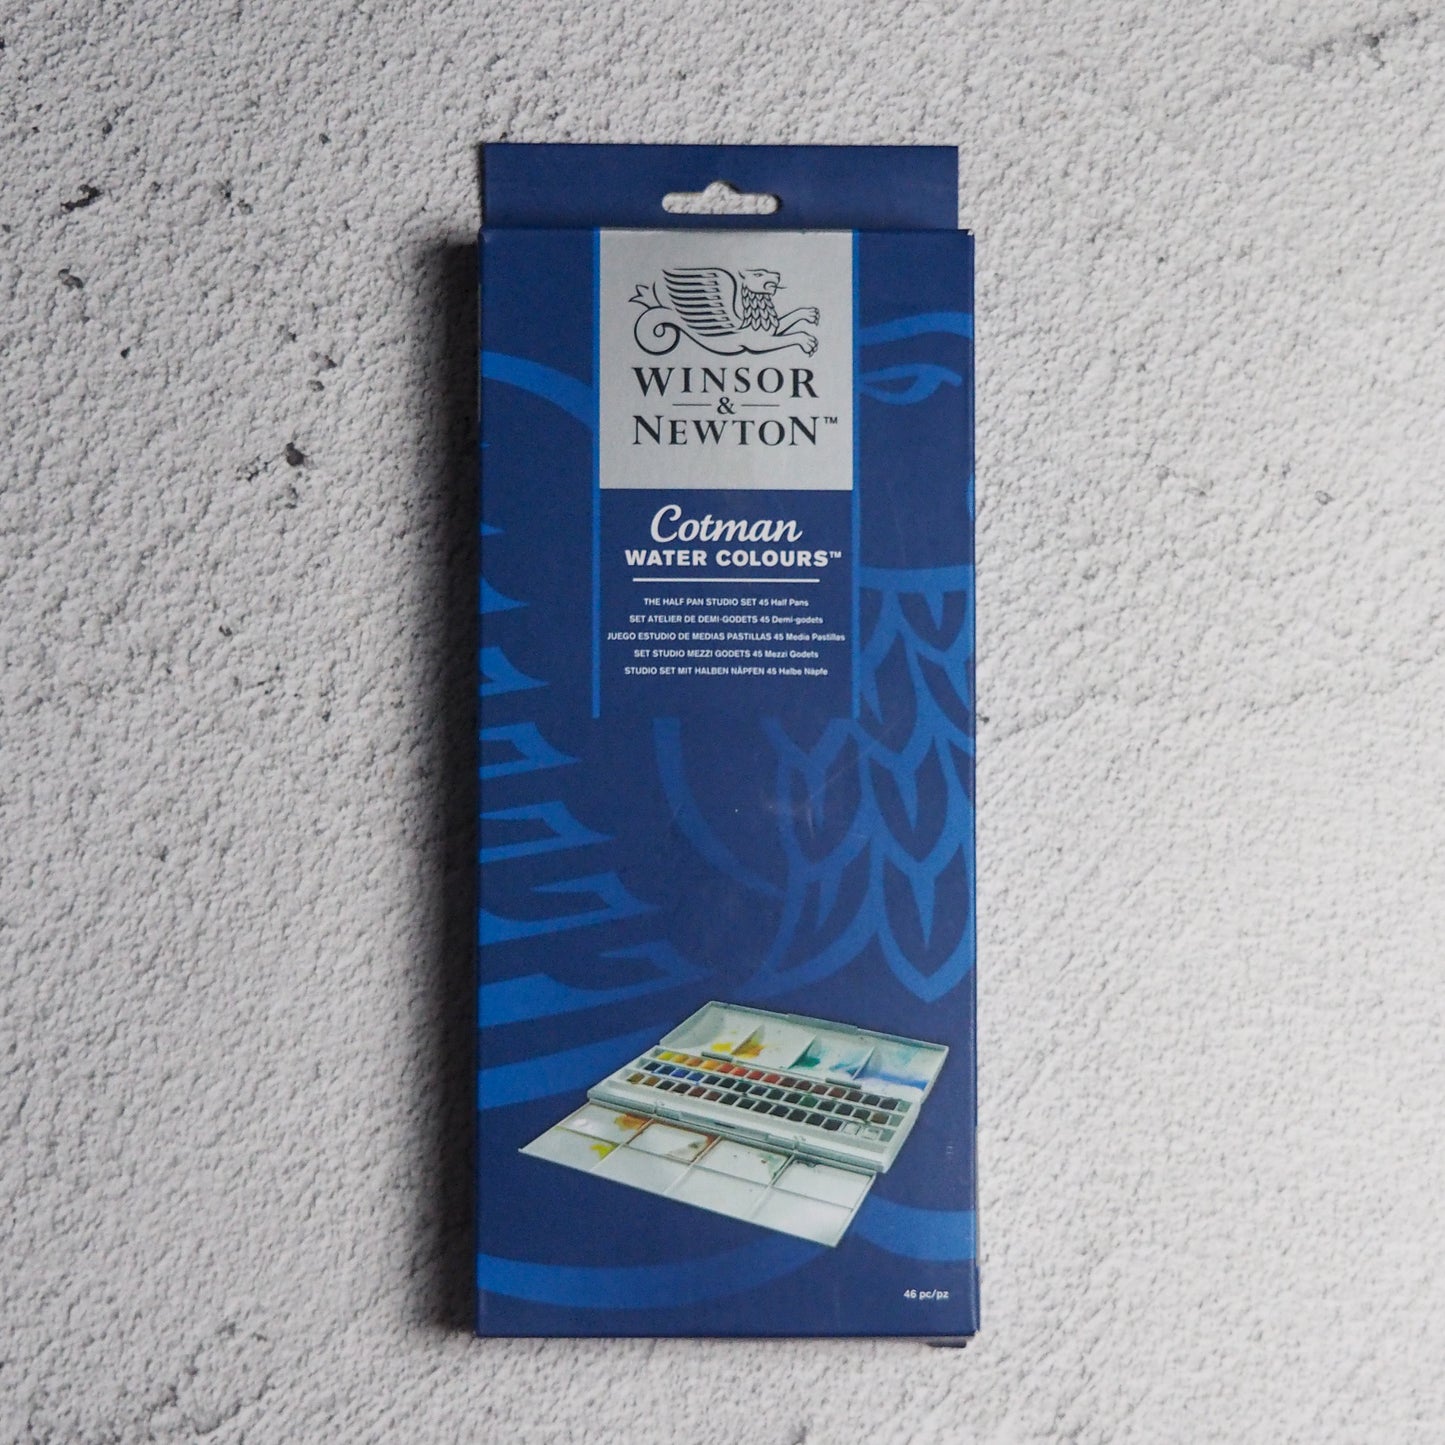 WINSOR
&
NEWTON™
Cotman
WATER COLOURS™
THE HALF PAN STUDIO SET 45 Half Pans
SET ATELIER DE DEMI-GODETS 45 Demi-godets
JUEGO ESTUDIO DE MEDIAS PASTILLAS 45 Media Pastillas
SET STUDIO MEZZI GODETS 45 Mezzi Godets
STUDIO SET MIT HALBEN NÄPFEN 45 Halbe Näpfe
46 pc/pz